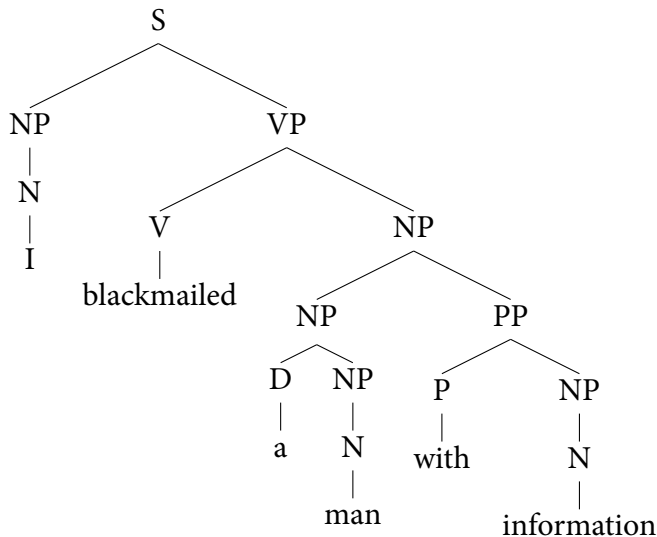 S
NP VP
N V NP
I blackmailed
NP PP
D NP P NP
a N with N
man information